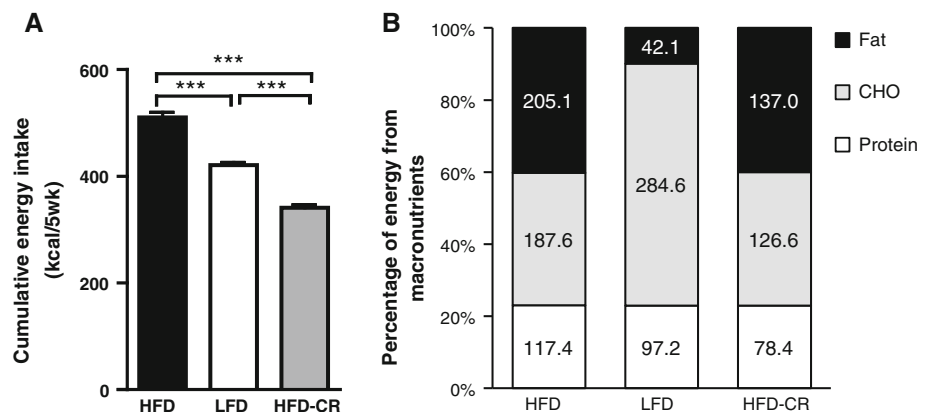 A
***
***
***
600
400
200
0
Cumulative energy intake
(kcal/5wk)
HFD
LFD
HFD-CR
B
100%
80%
60%
40%
20%
0%
Percentage of energy from
macronutrients
205.1
187.6
117.4
42.1
284.6
97.2
137.0
126.6
78.4
HFD
LFD
HFD-CR
Fat
CHO
Protein